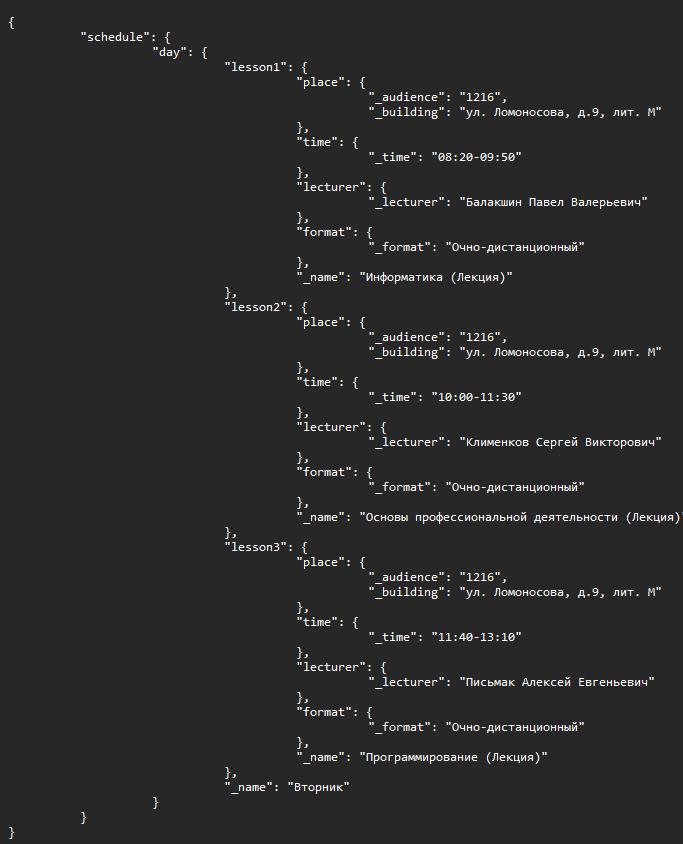 {
"schedule": {
"day": {
"lesson1": {
"place": {
"_audience": "1216",
"_building": "ул. Ломоносова, д.9, лит. М"
},
"time": {
"_time": "08:20-09:50"
},
"lecturer": {
"_lecturer": "Балакшин Павел Валерьевич"
},
"format": {
"_format": "Очно-дистанционный"
},
"_name": "Информатика (Лекция)"
},
"lesson2": {
"place": {
"_audience": "1216",
"_building": "ул. Ломоносова, д.9, лит. М"
},
"time": {
"_time": "10:00-11:30"
},
"lecturer": {
"_lecturer": "Клименков Сергей Викторович"
},
"format": {
"_format": "Очно-дистанционный"
},
"_name": "Основы профессиональной деятельности (Лекция)"
},
"lesson3": {
"place": {
"_audience": "1216",
"_building": "ул. Ломоносова, д.9, лит. М"
},
"time": {
"_time": "11:40-13:10"
},
"lecturer": {
"_lecturer": "Письмак Алексей Евгеньевич"
},
"format": {
"_format": "Очно-дистанционный"
},
"_name": "Программирование (Лекция)"
},
"_name": "Вторник"
}
}
}